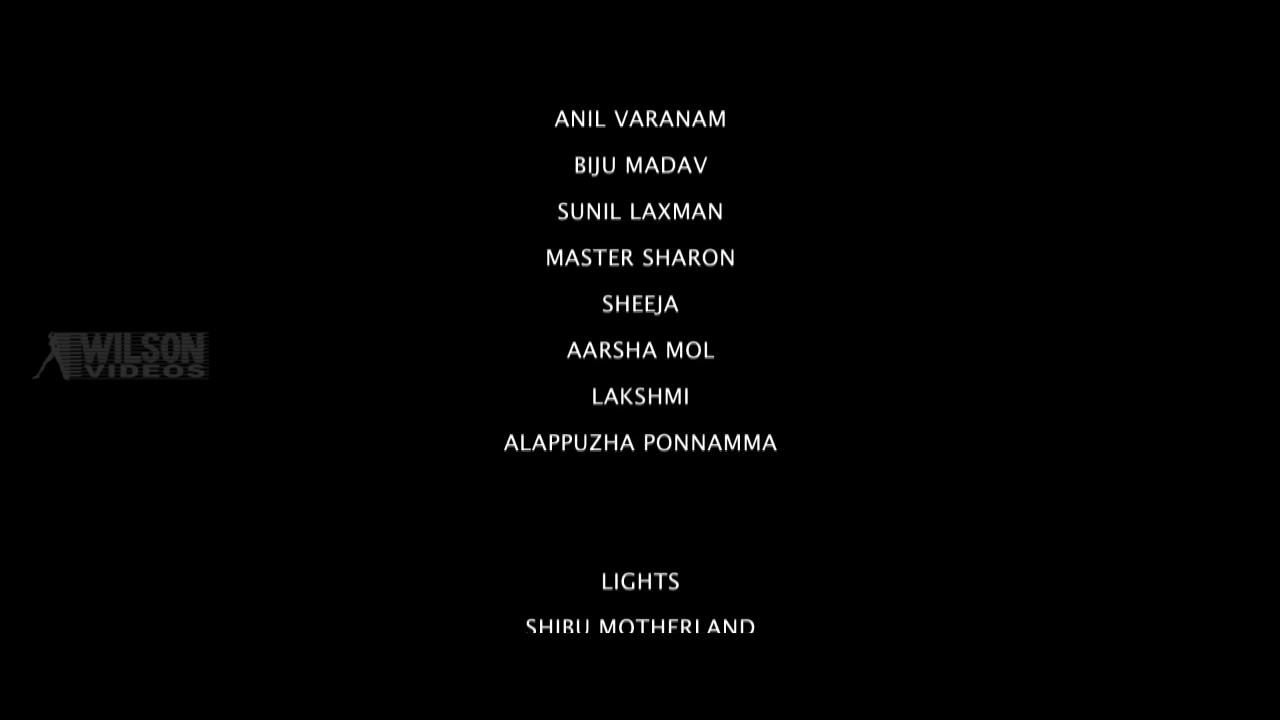 ANIL VARANAM
BIJU MADAV
SUNIL LAXMAN
MASTER SHARON
SHEEJA
AARSHA MOL
LAKSHMI
ALAPPUZHA PONNAMMA
WILSON
VIDEOS
LIGHTS
SHIBU MOTHERLAND